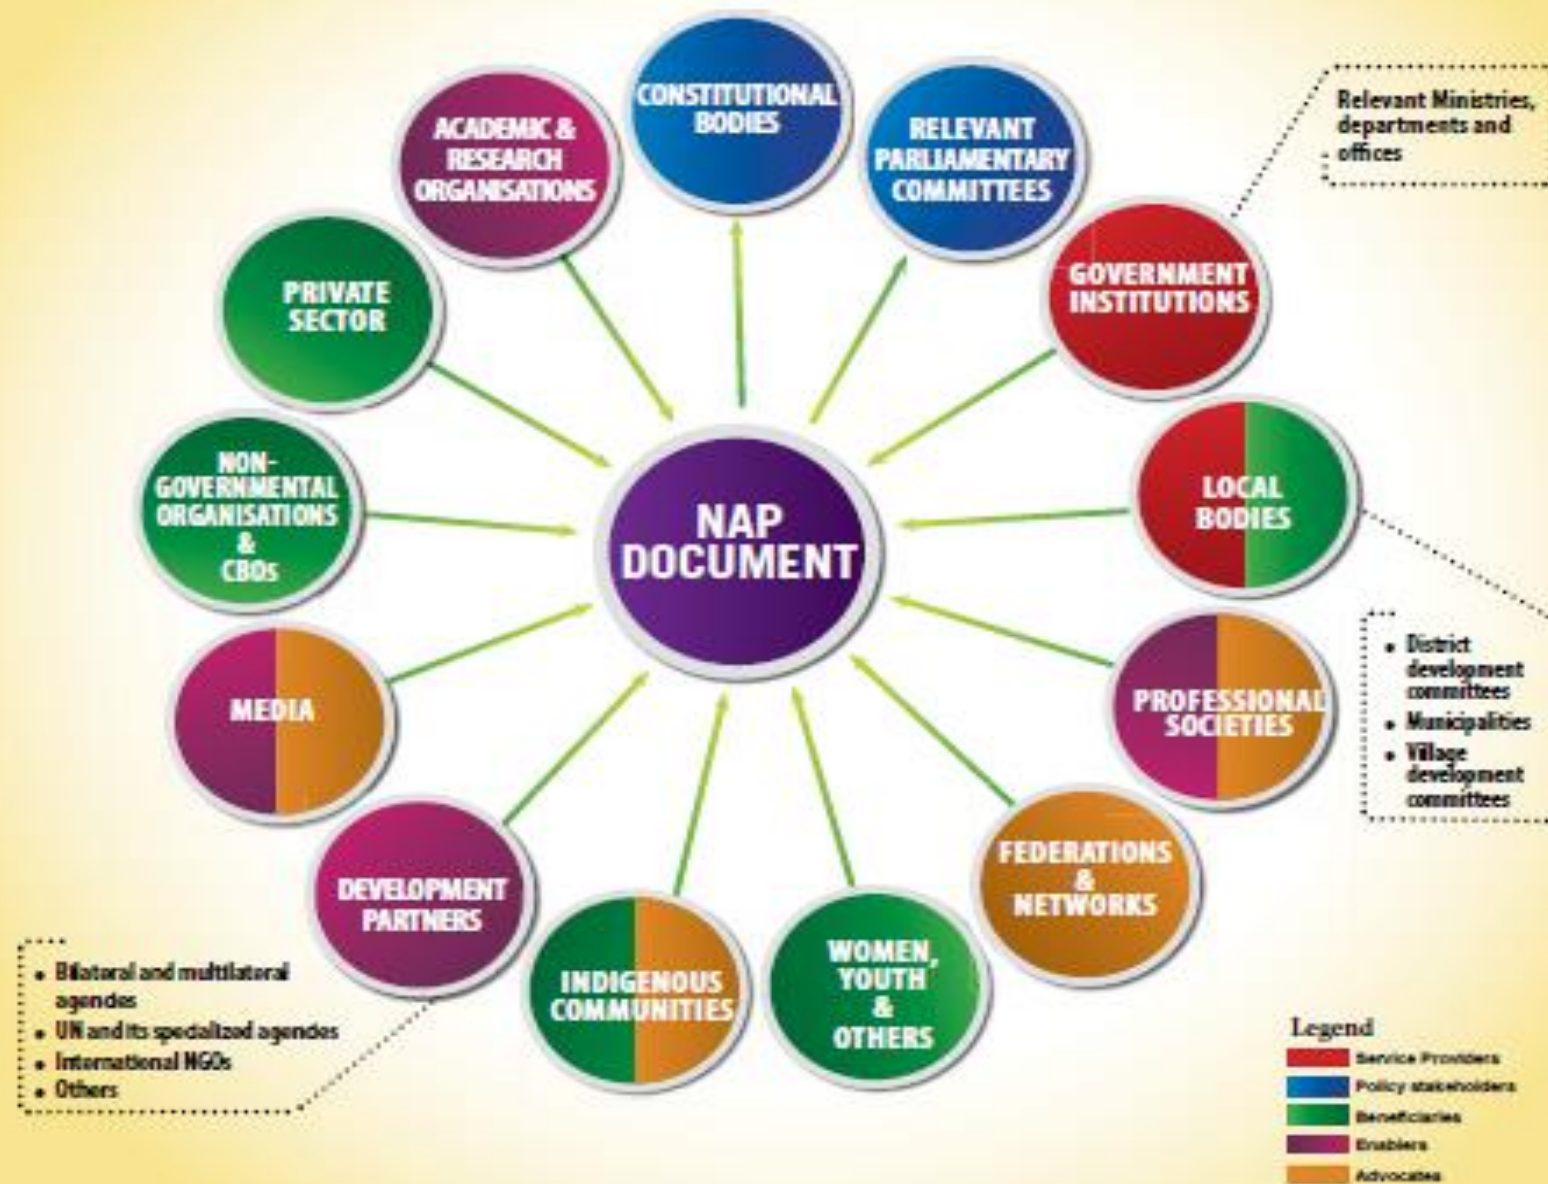 CONSTITUTIONAL
BODIES
ACADEMIC &
RESEARCH
ORGANISATIONS
RELEVANT
PARLIAMENTARY
COMMITTEES
Relevant Ministries,
departments and
offices
GOVERNMENT
INSTITUTIONS
PRIVATE
SECTOR
NON-
GOVERNMENTAL
ORGANISATIONS
&
CBOs
LOCAL
BODIES
NAP
DOCUMENT
MEDIA
PROFESSIONAL
SOCIETIES
• District
development
committees
• Municipalities
• Village
development
committees
FEDERATIONS
&
NETWORKS
DEVELOPMENT
PARTNERS
INDIGENOUS
COMMUNITIES
WOMEN,
YOUTH
&
OTHERS
• Bilateral and multilateral
agencies
• UN and its specialized agencies
• International NGOs
• Others
Legend
Service Providers
Policy stakeholders
Beneficiaries
Enablers
Advocates